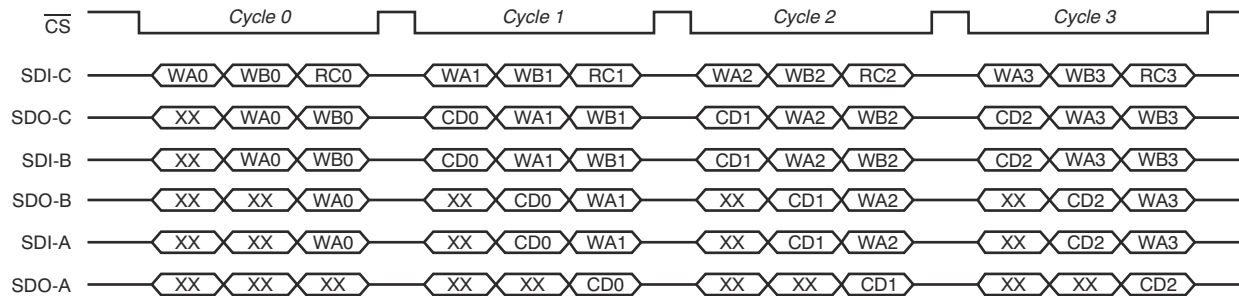 CS Cycle 0 Cycle 1 Cycle 2 Cycle 3
SDI-C WA0 WB0 RC0 WA1 WB1 RC1 WA2 WB2 RC2 WA3 WB3 RC3
SDO-C XX WA0 WB0 CD0 WA1 WB1 CD1 WA2 WB2 CD2 WA3 WB3
SDI-B XX WA0 WB0 CD0 WA1 WB1 CD1 WA2 WB2 CD2 WA3 WB3
SDO-B XX XX WA0 XX CD0 WA1 XX CD1 WA2 XX CD2 WA3
SDI-A XX XX WA0 XX CD0 WA1 XX CD1 WA2 XX CD2 WA3
SDO-A XX XX XX XX XX CD0 XX XX CD1 XX XX CD2